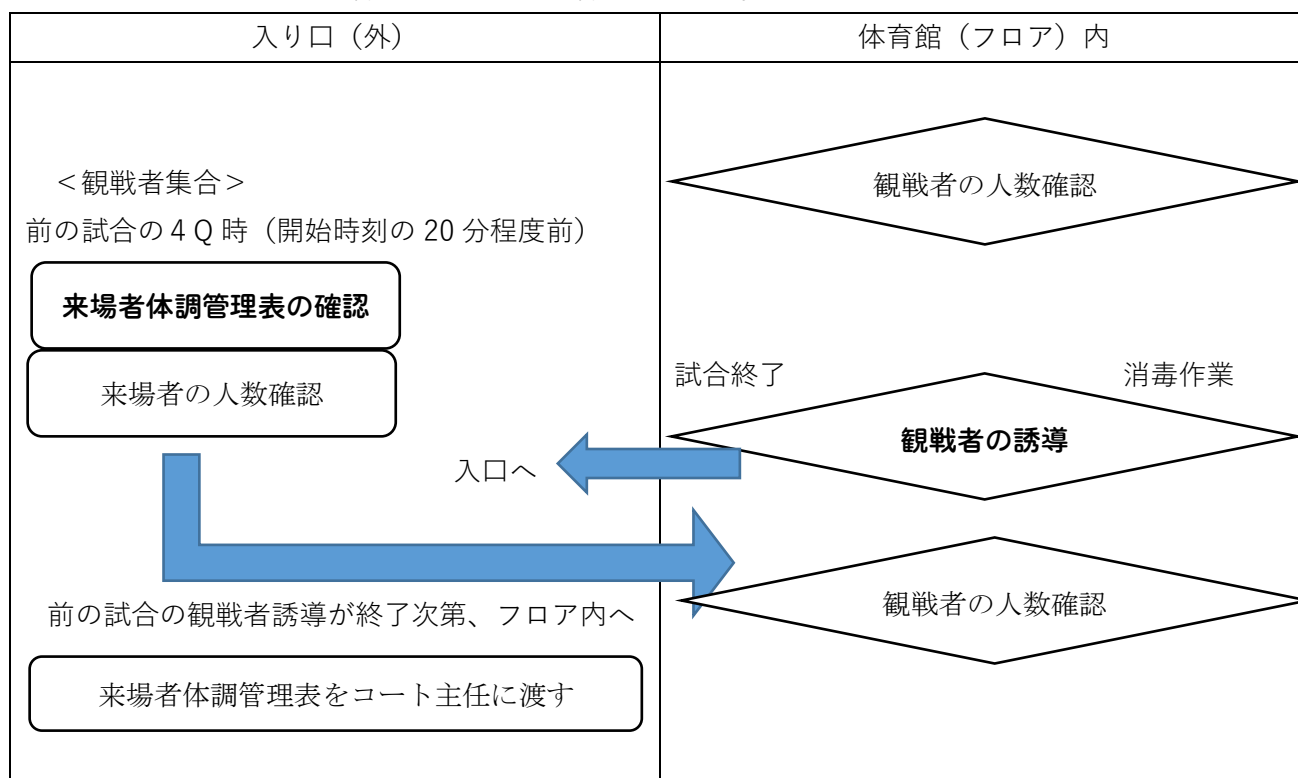 入り口（外）
体育館（フロア）内
＜観戦者集合＞
前の試合の４Ｑ時（開始時刻の 20 分程度前）
来場者体調管理表の確認
来場者の人数確認
入口へ
前の試合の観戦者誘導が終了次第、フロア内へ
来場者体調管理表をコート主任に渡す
観戦者の人数確認
試合終了
消毒作業
観戦者の誘導
観戦者の人数確認